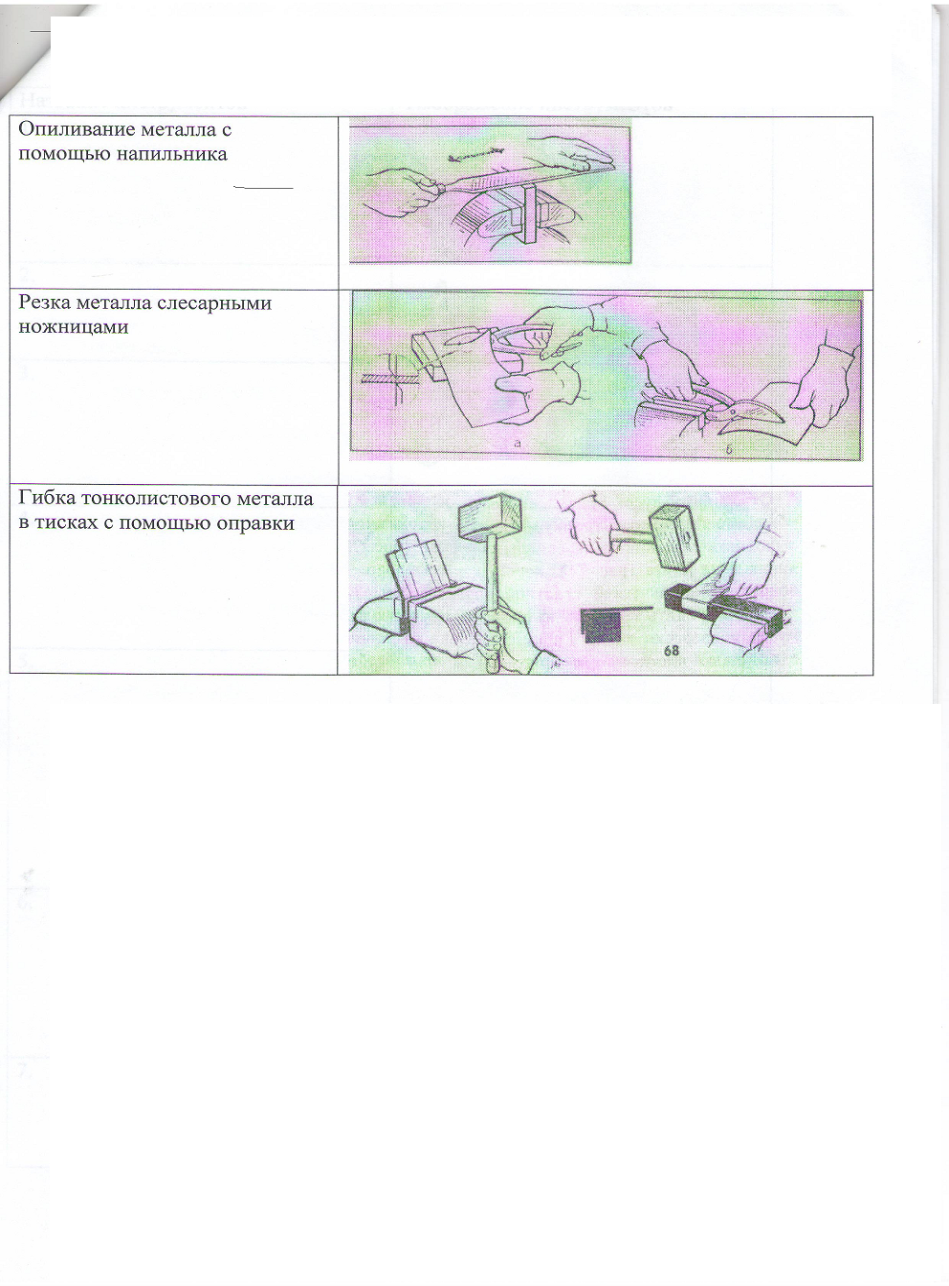 Опиливание металла с
помощью напильника
Резка металла слесарными
ножницами
а
б
Гибка тонколистового металла
в тисках с помощью оправки
68